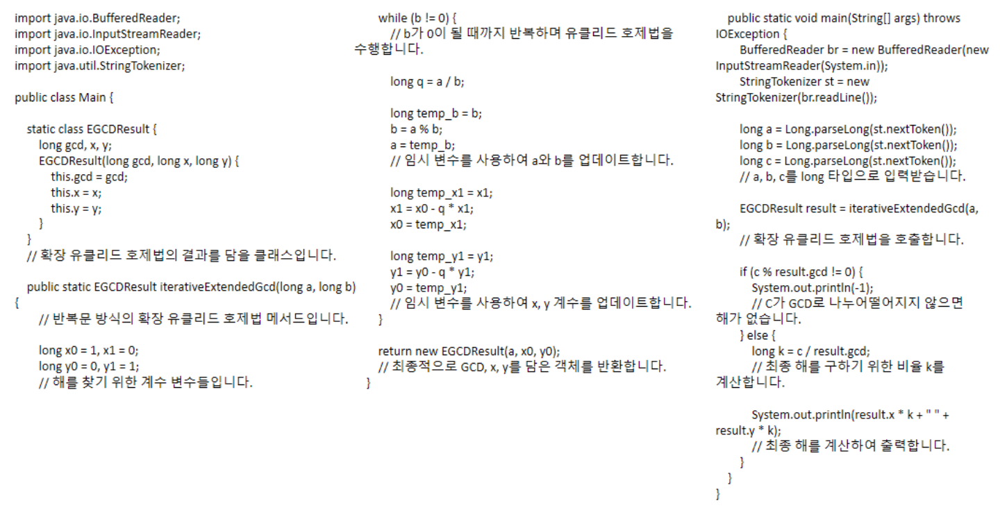 import java.io.BufferedReader;
import java.io.InputStreamReader;
import java.io.IOException;
import java.util.StringTokenizer;
public class Main {
static class EGCDResult {
long gcd, x, y;
EGCDResult(long gcd, long x, long y) {
this.gcd = gcd;
this.x = x;
this.y = y;
}
}
// 확장 유클리드 호제법의 결과를 담을 클래스입니다.
public static EGCDResult iterativeExtendedGcd(long a, long b)
{
// 반복문 방식의 확장 유클리드 호제법 메서드입니다.
long x0 = 1, x1 = 0;
long y0 = 0, y1 = 1;
// 해를 찾기 위한 계수 변수들입니다.
while (b != 0) {
// b가 0이 될 때까지 반복하며 유클리드 호제법을
수행합니다.
long q = a / b;
long temp_b = b;
b = a % b;
a = temp_b;
// 임시 변수를 사용하여 a와 b를 업데이트합니다.
long temp_x1 = x1;
x1 = x0 - q * x1;
x0 = temp_x1;
long temp_y1 = y1;
y1 = y0 - q * y1;
y0 = temp_y1;
// 임시 변수를 사용하여 x, y 계수를 업데이트합니다.
}
return new EGCDResult(a, x0, y0);
// 최종적으로 GCD, x, y를 담은 객체를 반환합니다.
}
public static void main(String[] args) throws
IOException {
BufferedReader br = new BufferedReader(new
InputStreamReader(System.in));
StringTokenizer st = new
StringTokenizer(br.readLine());
long a = Long.parseLong(st.nextToken());
long b = Long.parseLong(st.nextToken());
long c = Long.parseLong(st.nextToken());
// a, b, c를 long 타입으로 입력받습니다.
EGCDResult result = iterativeExtendedGcd(a,
b);
// 확장 유클리드 호제법을 호출합니다.
if (c % result.gcd != 0) {
System.out.println(-1);
// C가 GCD로 나누어떨어지지 않으면
해가 없습니다.
} else {
long k = c / result.gcd;
// 최종 해를 구하기 위한 비율 k를
계산합니다.
System.out.println(result.x * k + " " +
result.y * k);
// 최종 해를 계산하여 출력합니다.
}
}
}